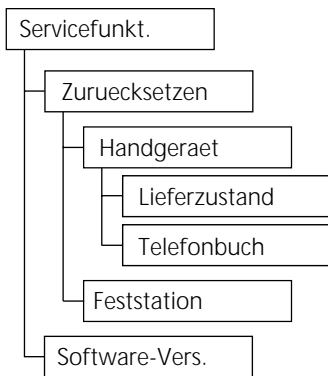 Servicefunkt.
Zuruecksetzen
Handgeraet
Lieferzustand
Telefonbuch
Feststation
Software-Vers.